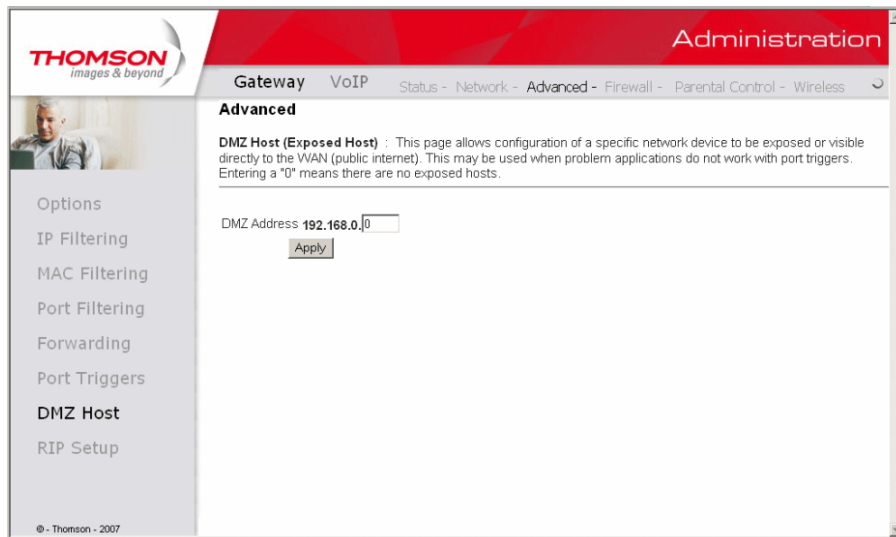 THOMSON
images & beyond
Administration
Gateway VoIP Status - Network - Advanced - Firewall - Parental Control - Wireless
Advanced
DMZ Host (Exposed Host) : This page allows configuration of a specific network device to be exposed or visible
directly to the WAN (public internet). This may be used when problem applications do not work with port triggers.
Entering a "0" means there are no exposed hosts.
DMZ Address 192.168.0.0
Apply
Options
IP Filtering
MAC Filtering
Port Filtering
Forwarding
Port Triggers
DMZ Host
RIP Setup
© - Thomson - 2007